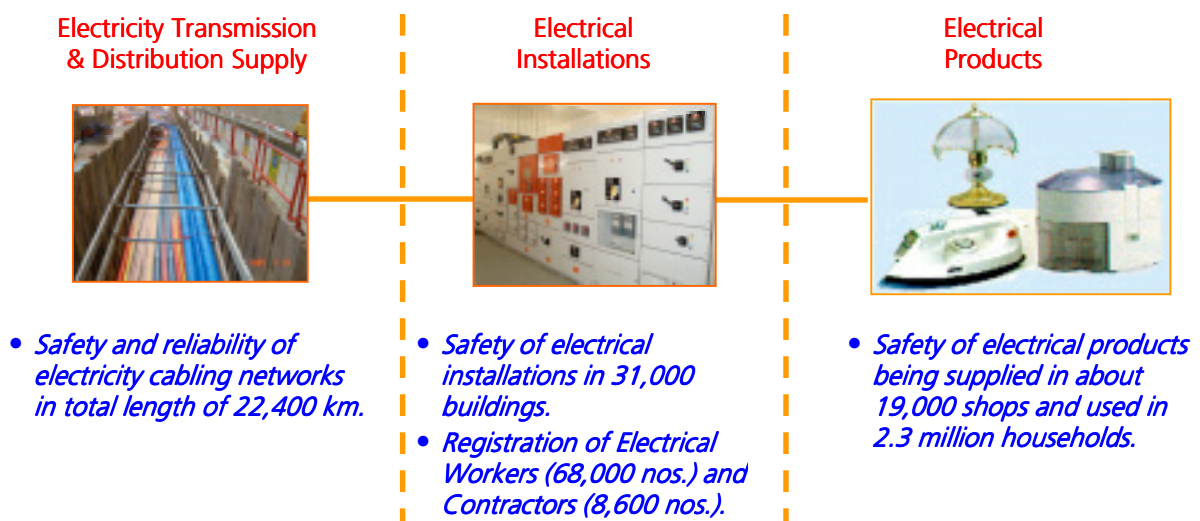 Electricity Transmission
& Distribution Supply
Electrical
Installations
Electrical
Products
• Safety and reliability of
electricity cabling networks
in total length of 22,400 km.
• Safety of electrical
installations in 31,000
buildings.
• Registration of Electrical
Workers (68,000 nos.) and
Contractors (8,600 nos.).
• Safety of electrical products
being supplied in about
19,000 shops and used in
2.3 million households.